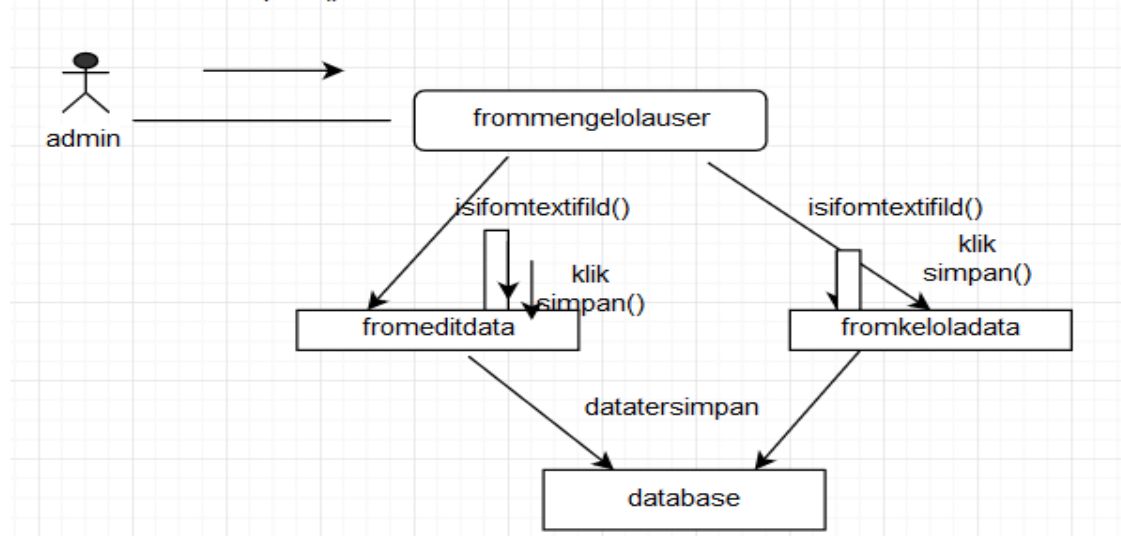 admin
frommengelolauser
isifomtextifild()
isifomtextifild()
klik
simpan()
klik
simpan()
fromeditdata
fromkeloladata
datatersimpan
database